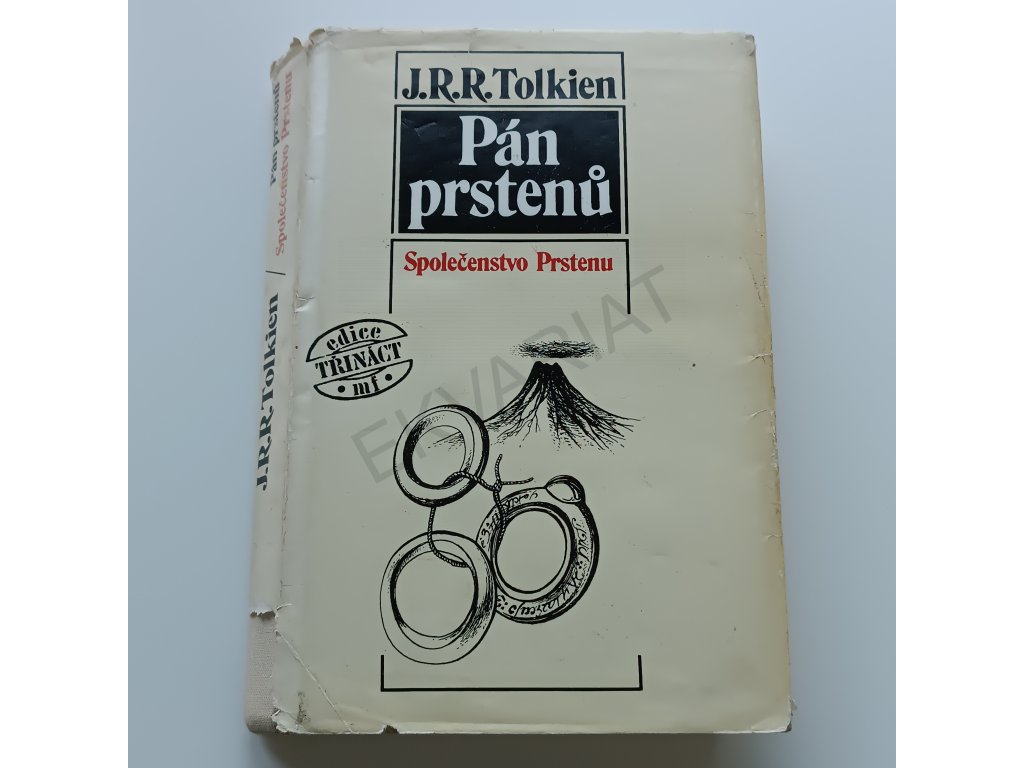 J.R.R.Tolkien
Pán
prstenů
Společenstvo Prstenu
edice
TŘINÁCT
• mf •
J.R.R.Tolkien / Pán prstenů
Společenstvo Prstenu
EKVARIAT